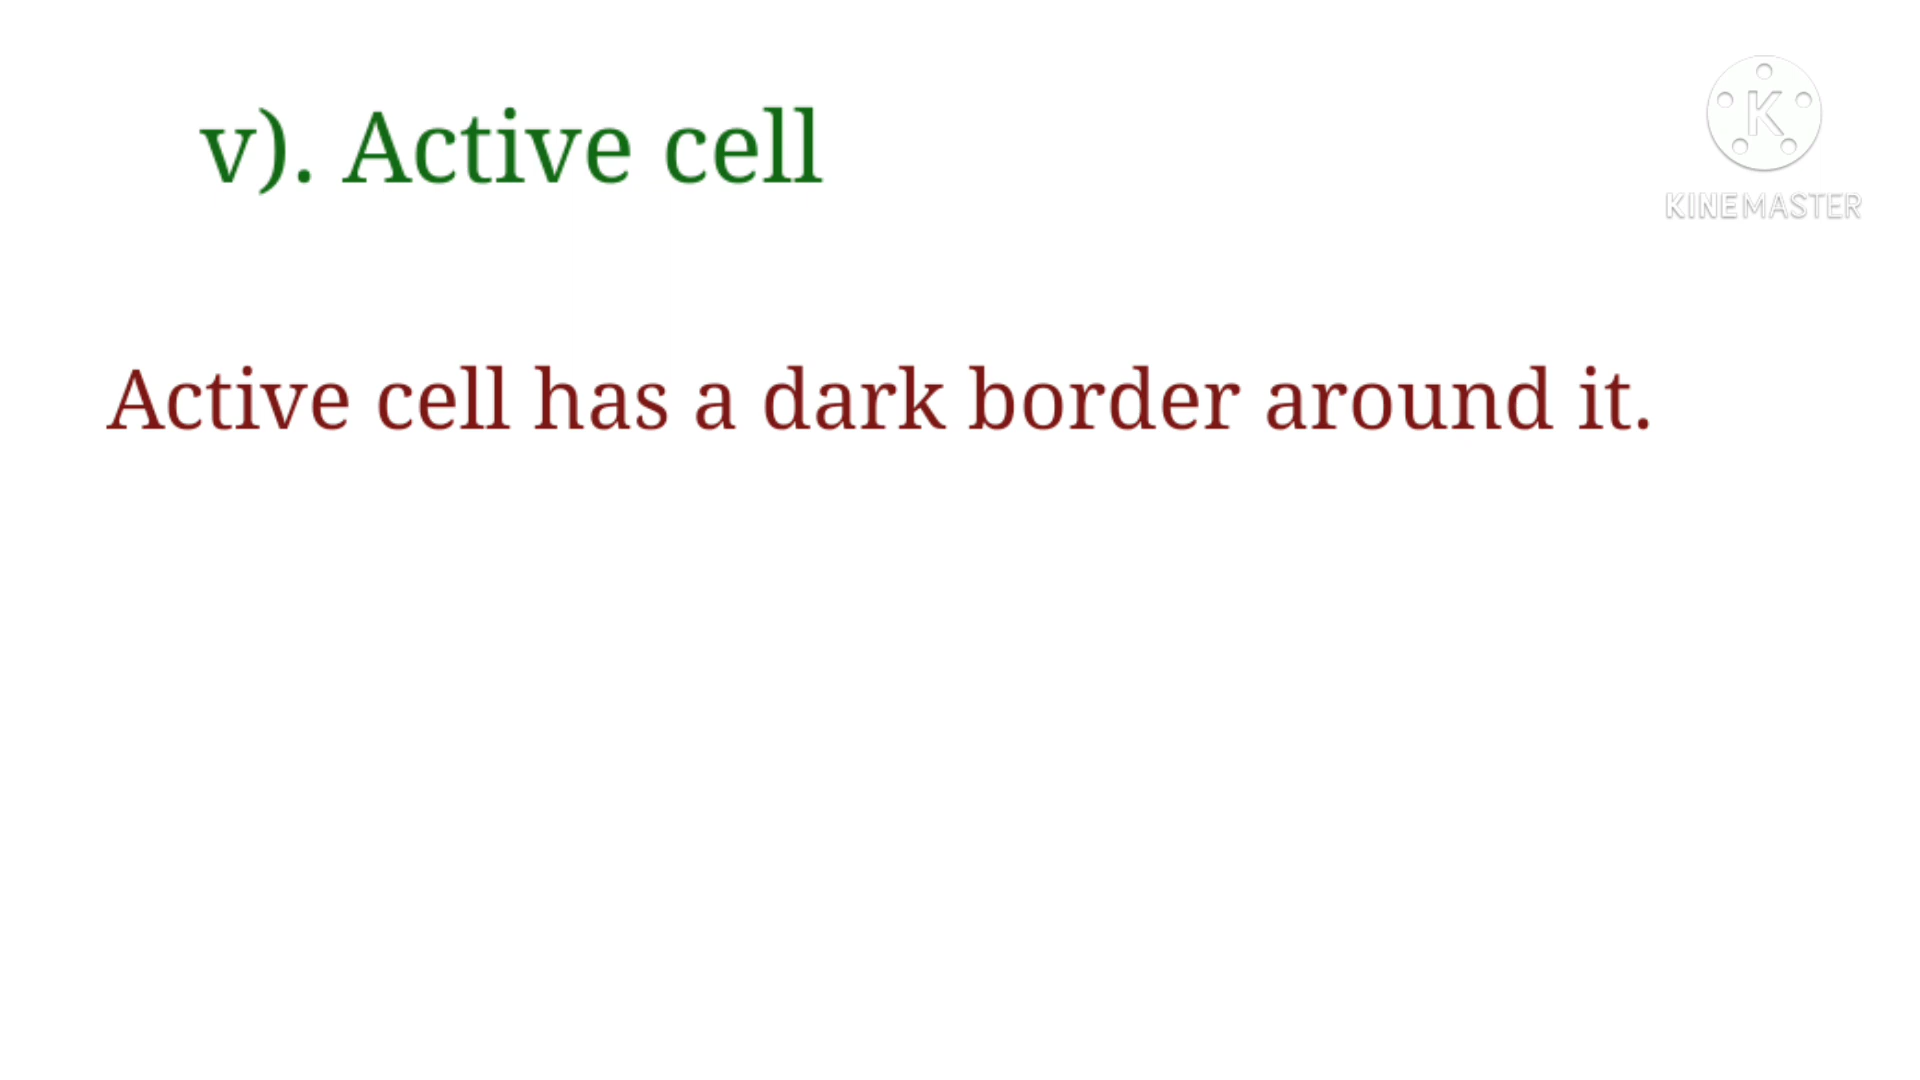 v). Active cell
K
KINEMASTER
Active cell has a dark border around it.